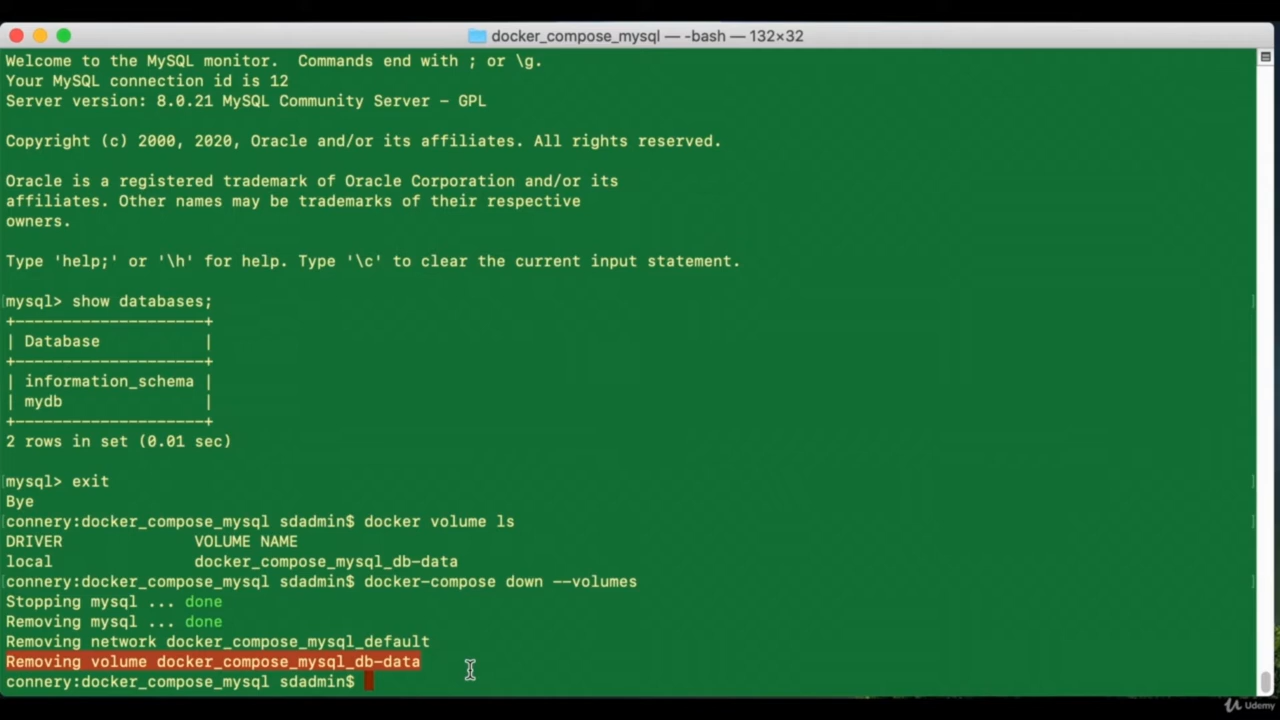 docker_compose_mysql — -bash — 132×32
Welcome to the MySQL monitor.  Commands end with ; or \g.
Your MySQL connection id is 12
Server version: 8.0.21 MySQL Community Server - GPL
Copyright (c) 2000, 2020, Oracle and/or its affiliates. All rights reserved.
Oracle is a registered trademark of Oracle Corporation and/or its
affiliates. Other names may be trademarks of their respective
owners.
Type 'help;' or '\h' for help. Type '\c' to clear the current input statement.
[mysql> show databases; ]
+--------------------+
| Database           |
+--------------------+
| information_schema |
| mydb               |
+--------------------+
2 rows in set (0.01 sec)
[mysql> exit ]
Bye
[connery:docker_compose_mysql sdadmin$ docker volume ls ]
DRIVER              VOLUME NAME
local               docker_compose_mysql_db-data
[connery:docker_compose_mysql sdadmin$ docker-compose down --volumes ]
Stopping mysql ... done
Removing mysql ... done
Removing network docker_compose_mysql_default
Removing volume docker_compose_mysql_db-data
connery:docker_compose_mysql sdadmin$
Udemy